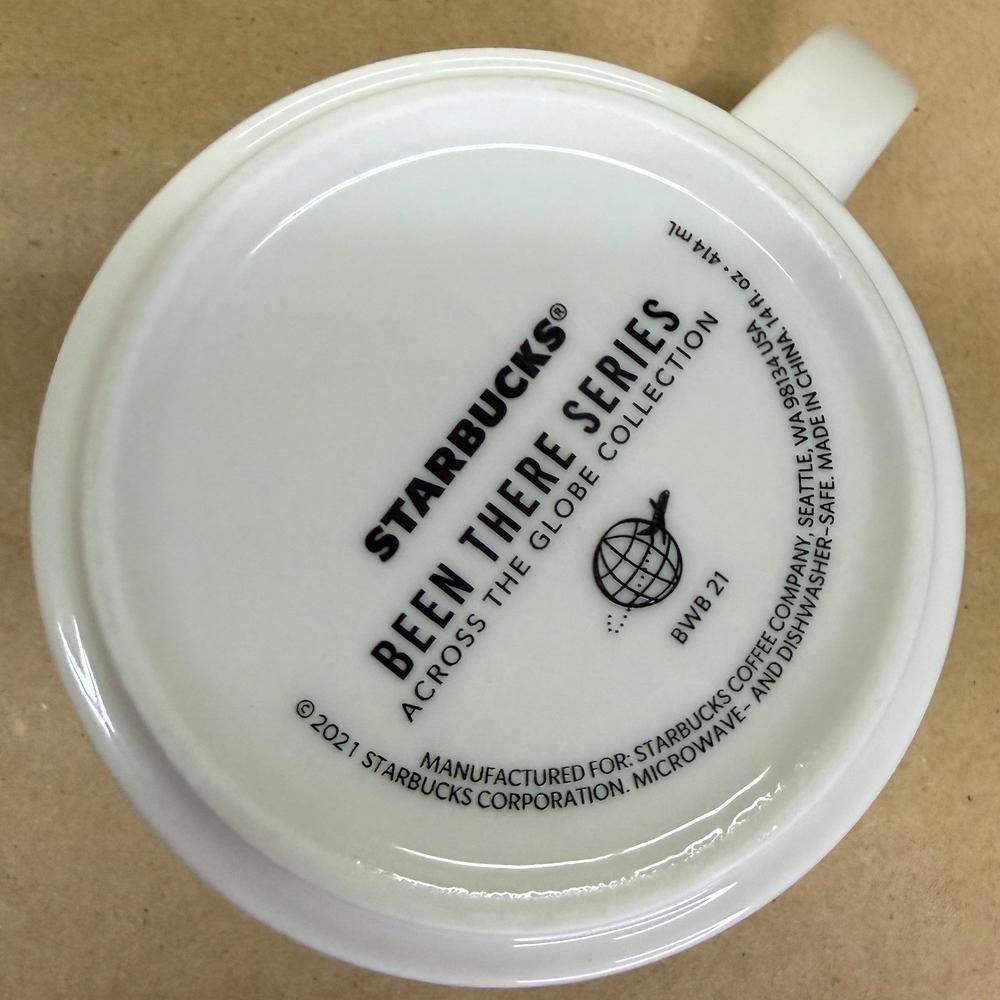 STARBUCKS®
BEEN THERE SERIES
ACROSS THE GLOBE COLLECTION
BWB 21
MANUFACTURED FOR: STARBUCKS COFFEE COMPANY, SEATTLE, WA 98134 USA
© 2021 STARBUCKS CORPORATION. MICROWAVE- AND DISHWASHER-SAFE. MADE IN CHINA. 14 fl. oz • 414 mL